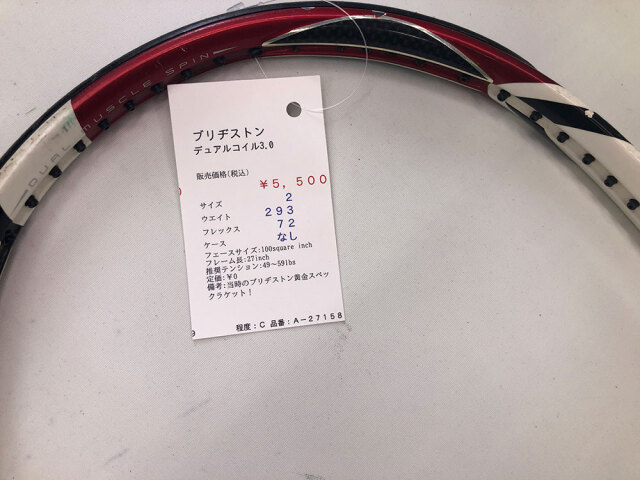 MUSCLE SPIN
DUAL
ブリヂストン
デュアルコイル3.0
販売価格(税込)
¥5,500
サイズ 2
ウエイト 293
フレックス 72
ケース なし
フェースサイズ:100square inch
フレーム長:27inch
推奨テンション:49〜59lbs
定価:¥0
備考:当時のブリヂストン黄金スペッ
クラケット!
程度:C 品番:A-27158
9